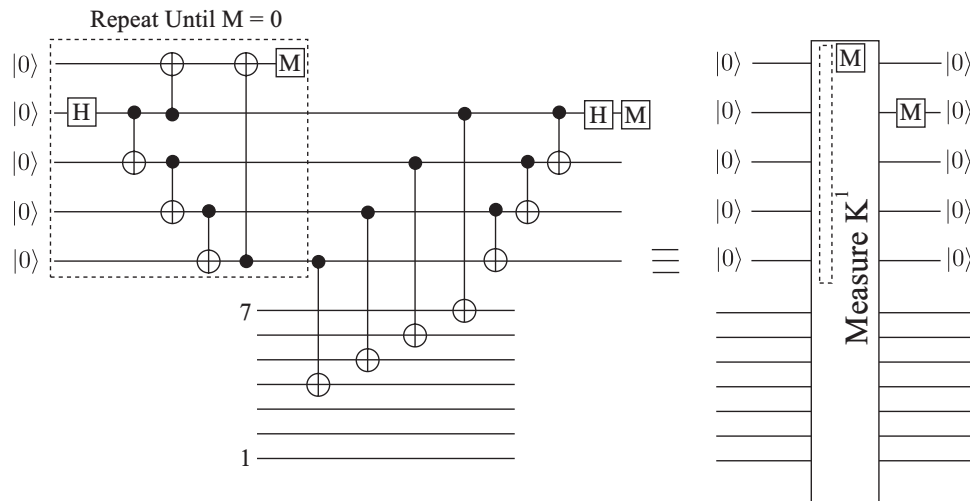 Repeat Until M = 0
|0⟩ M M |0⟩
|0⟩ H H M |0⟩ M |0⟩
|0⟩ |0⟩ |0⟩
|0⟩ |0⟩ |0⟩
|0⟩ |0⟩ |0⟩
7
1
Measure K¹